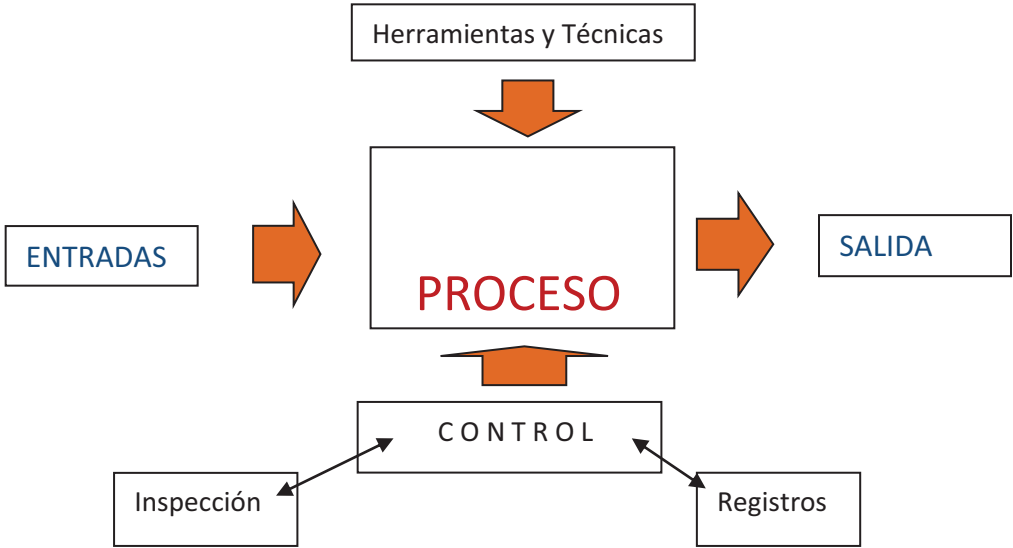 Herramientas y Técnicas
ENTRADAS
PROCESO
SALIDA
C O N T R O L
Inspección
Registros